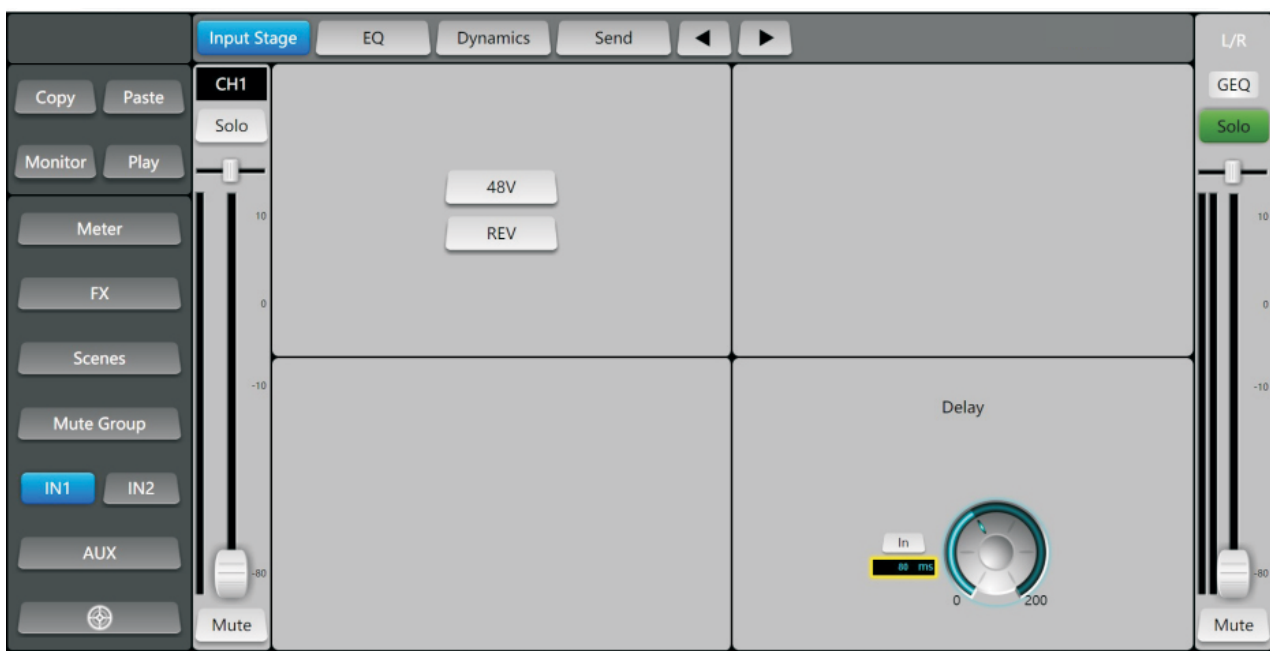 Input Stage
EQ
Dynamics
Send
L/R
Copy
Paste
Monitor
Play
Meter
FX
Scenes
Mute Group
IN1
IN2
AUX
CH1
Solo
10
0
-10
-80
Mute
48V
REV
Delay
In
80 ms
0
200
GEQ
Solo
10
0
-10
-80
Mute